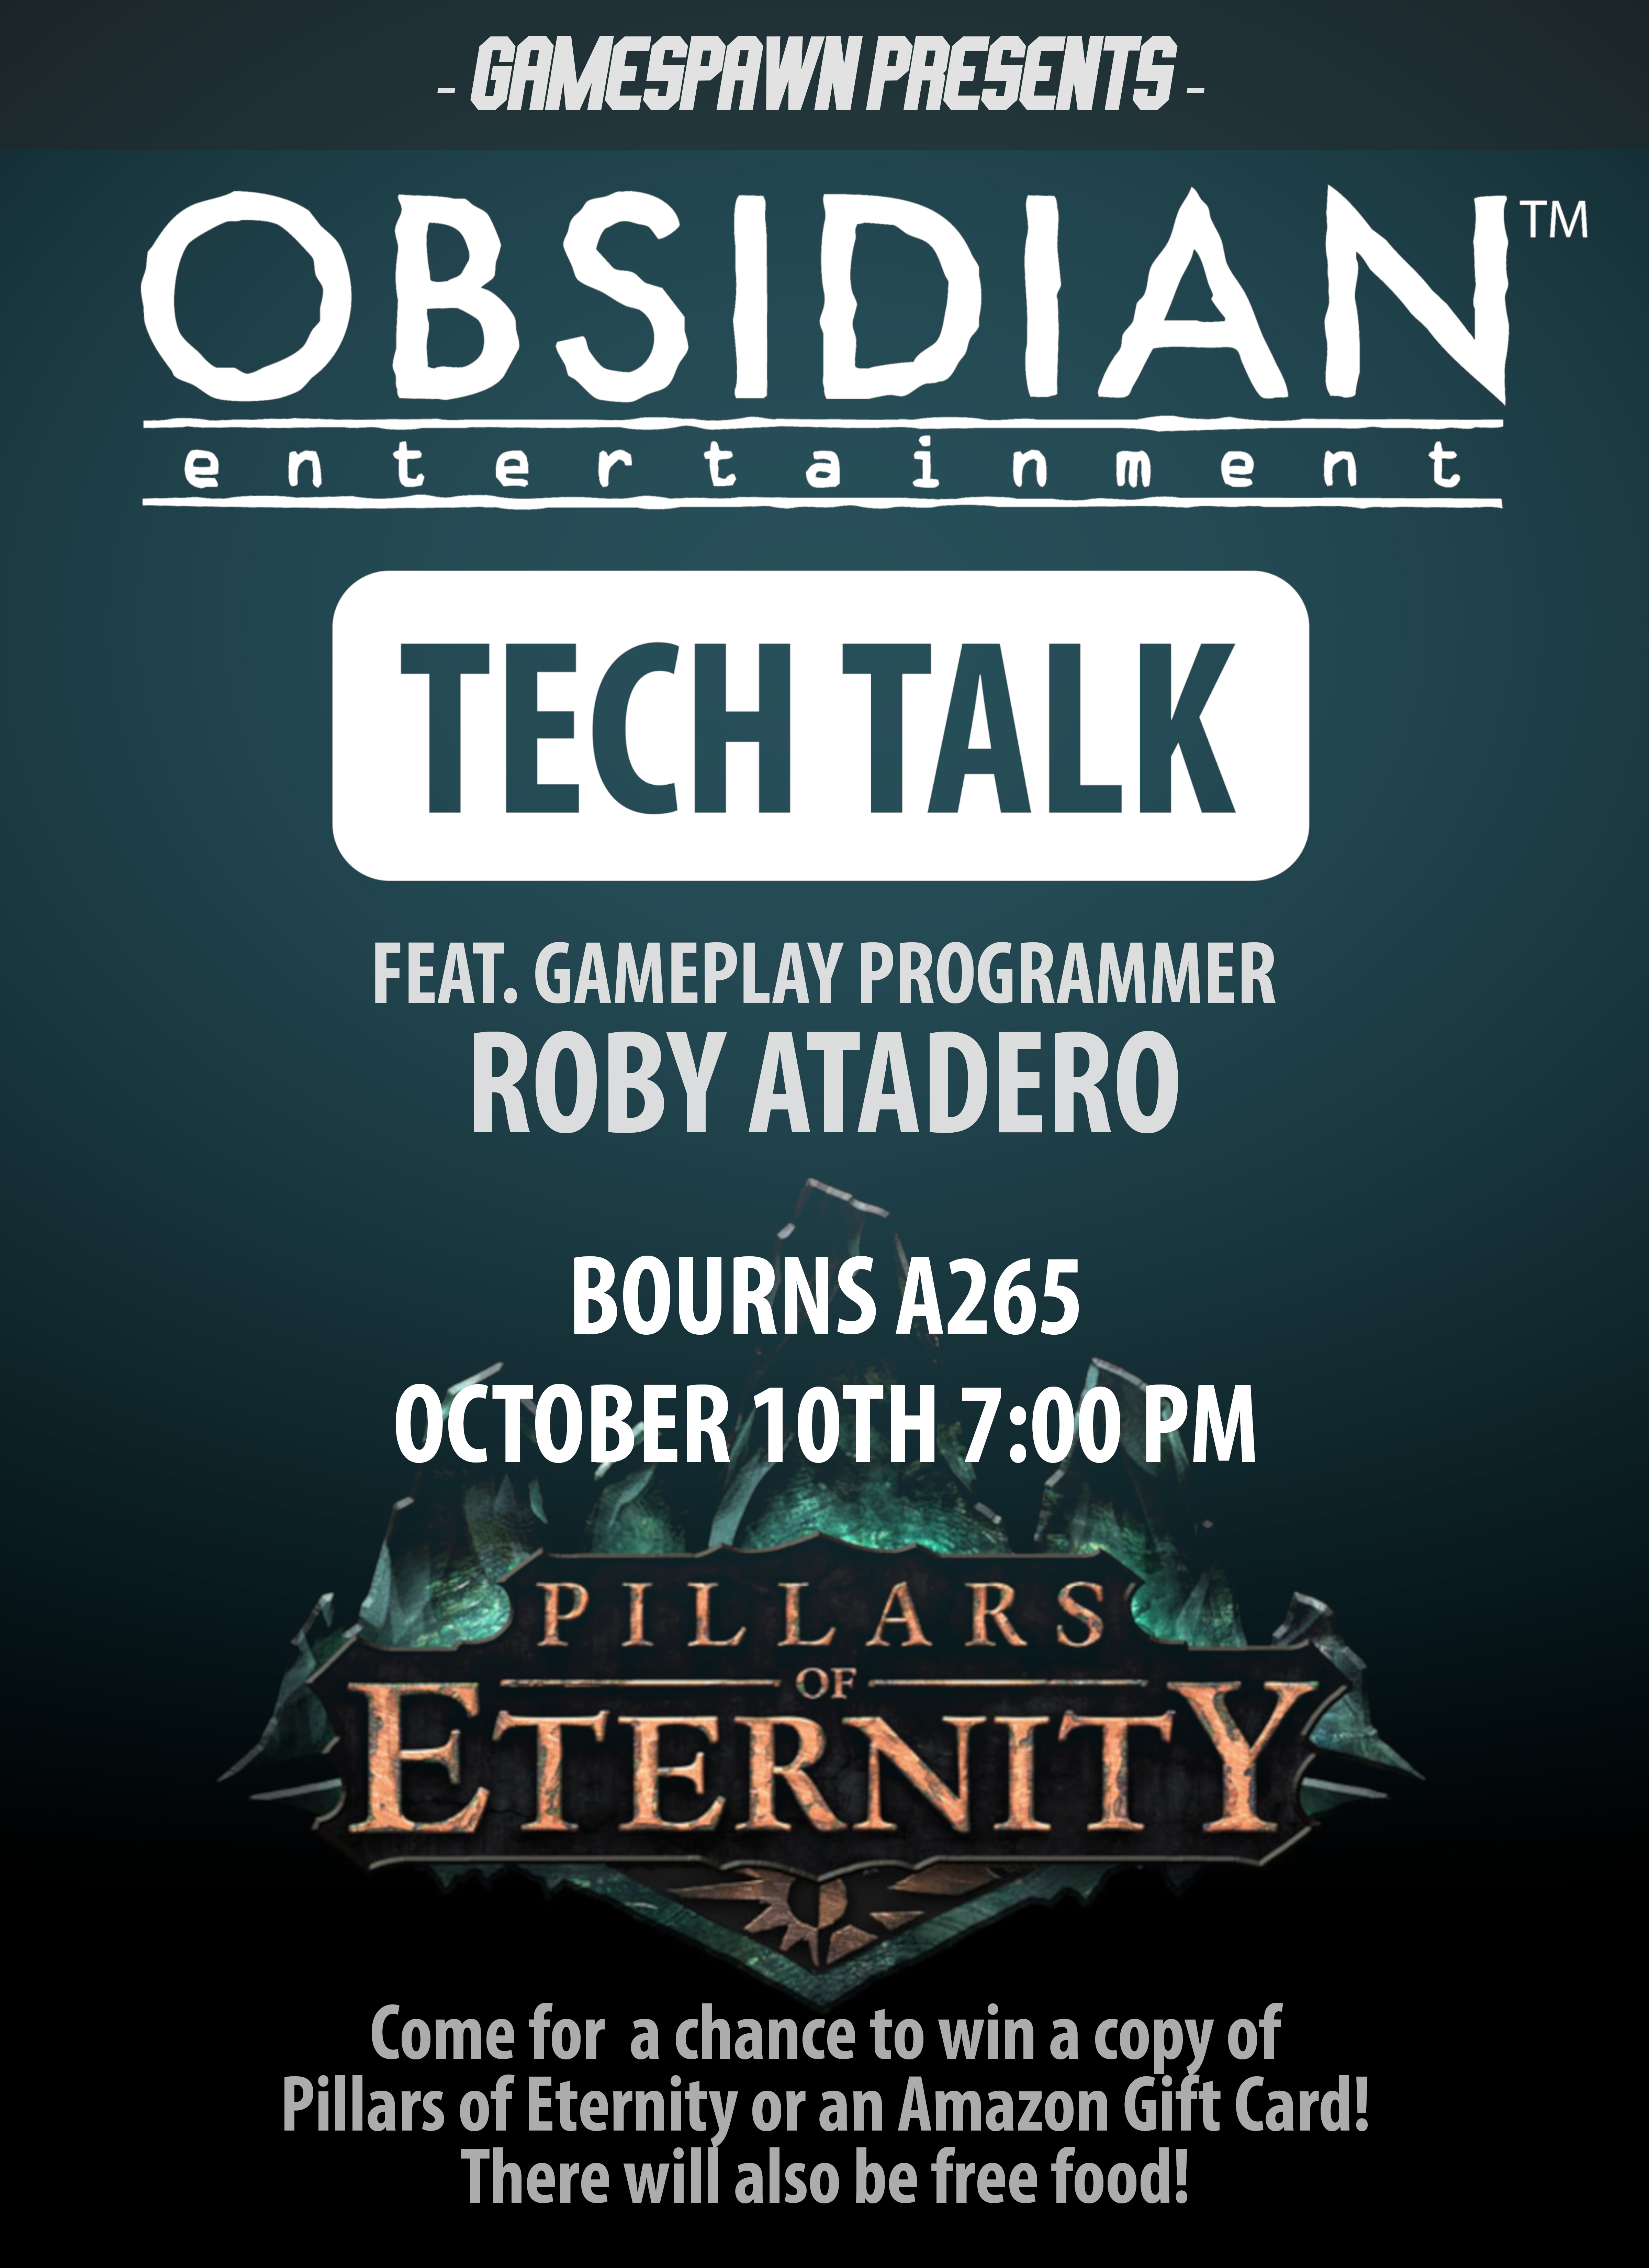 - GAMESPAWN PRESENTS -
OBSIDIAN™
entertainment
TECH TALK
FEAT. GAMEPLAY PROGRAMMER
ROBY ATADERO
BOURNS A265
OCTOBER 10TH 7:00 PM
PILLARS
OF
ETERNITY
Come for a chance to win a copy of
Pillars of Eternity or an Amazon Gift Card!
There will also be free food!